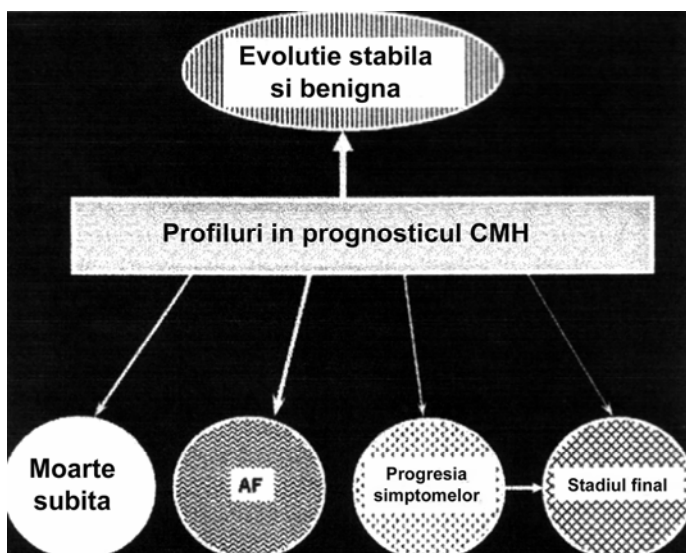 Evolutie stabila
si benigna
Profiluri in prognosticul CMH
Moarte
subita
AF
Progresia
simptomelor
Stadiul final